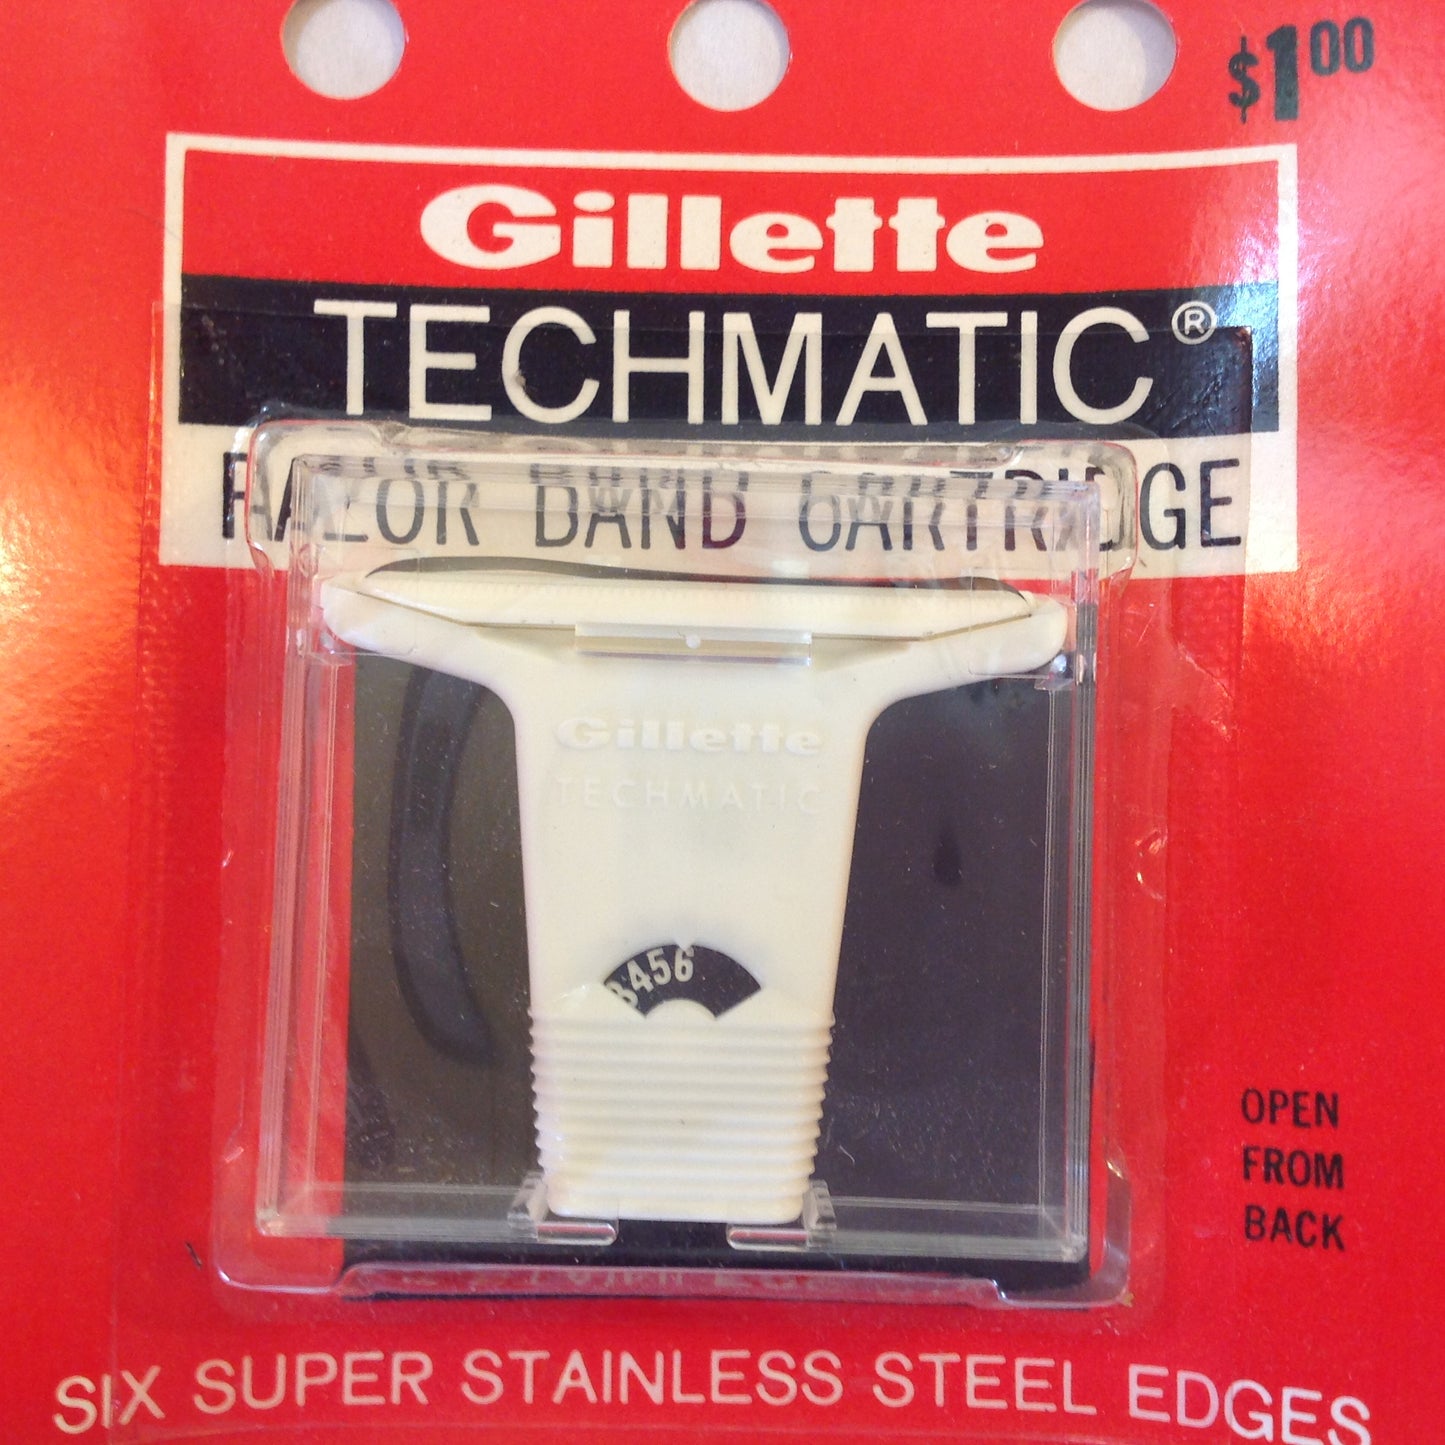 $1.00
Gillette
TECHMATIC®
RAZOR BAND CARTRIDGE
Gillette
TECHMATIC
3456
OPEN
FROM
BACK
SIX SUPER STAINLESS STEEL EDGES